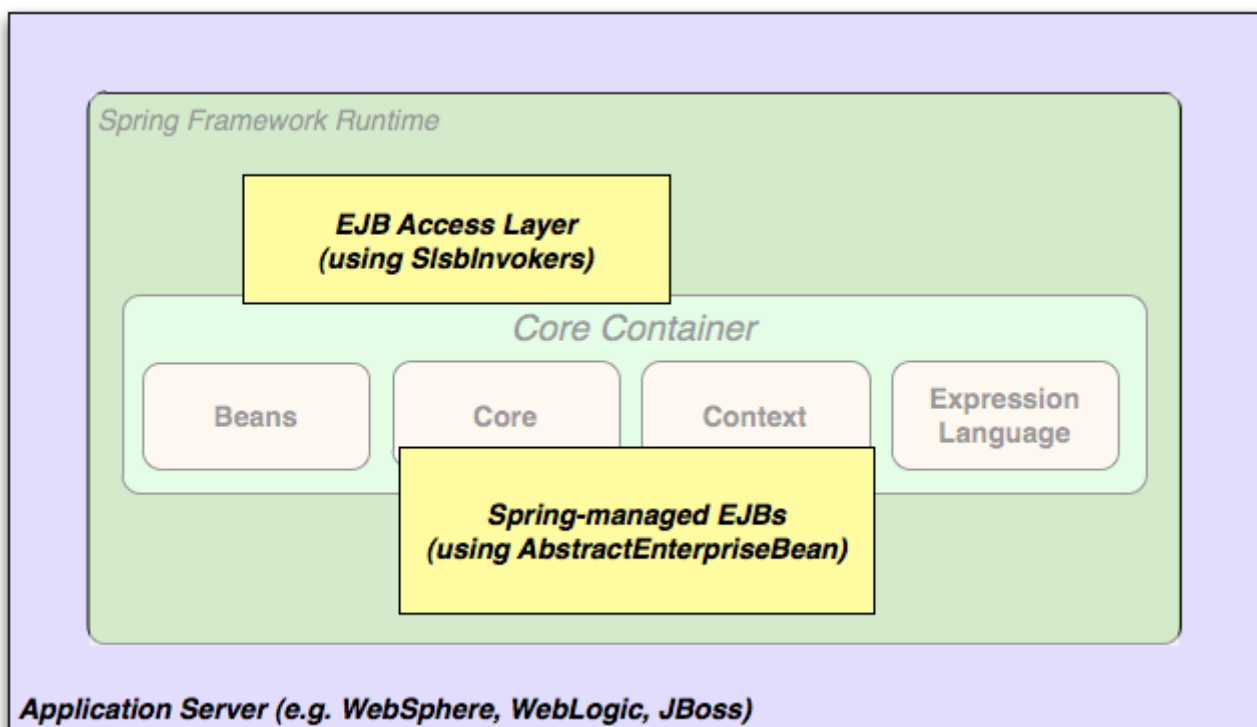 Spring Framework Runtime
EJB Access Layer
(using SlsbInvokers)
Core Container
Beans
Core
Context
Expression
Language
Spring-managed EJBs
(using AbstractEnterpriseBean)
Application Server (e.g. WebSphere, WebLogic, JBoss)